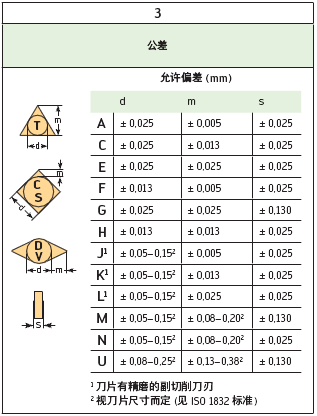 3
公差
允许偏差 (mm)
d m s
A ± 0,025 ± 0,005 ± 0,025
C ± 0,025 ± 0,013 ± 0,025
E ± 0,025 ± 0,025 ± 0,025
F ± 0,013 ± 0,005 ± 0,025
G ± 0,025 ± 0,025 ± 0,130
H ± 0,013 ± 0,013 ± 0,025
J¹ ± 0,05–0,15² ± 0,005 ± 0,025
K¹ ± 0,05–0,15² ± 0,013 ± 0,025
L¹ ± 0,05–0,15² ± 0,025 ± 0,025
M ± 0,05–0,15² ± 0,08–0,20² ± 0,130
N ± 0,05–0,15² ± 0,08–0,20² ± 0,025
U ± 0,08–0,25² ± 0,13–0,38² ± 0,130
T
m
d
C
S
m
d
D
V
d m
s
¹ 刀片有精磨的副切削刀刃
² 视刀片尺寸而定 (见 ISO 1832 标准)